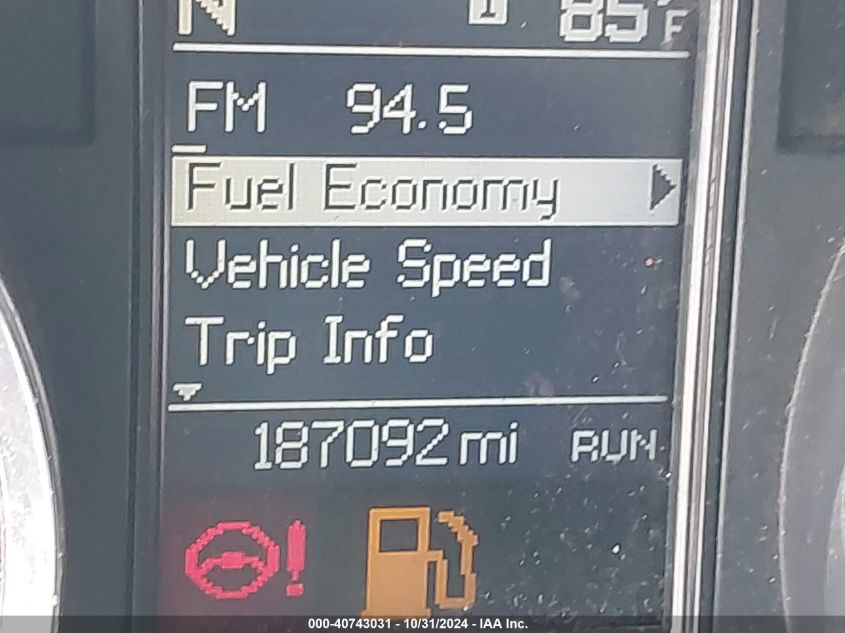 N 85°F
FM 94.5
Fuel Economy
Vehicle Speed
Trip Info
187092 mi RUN
000-40743031 - 10/31/2024 - IAA Inc.